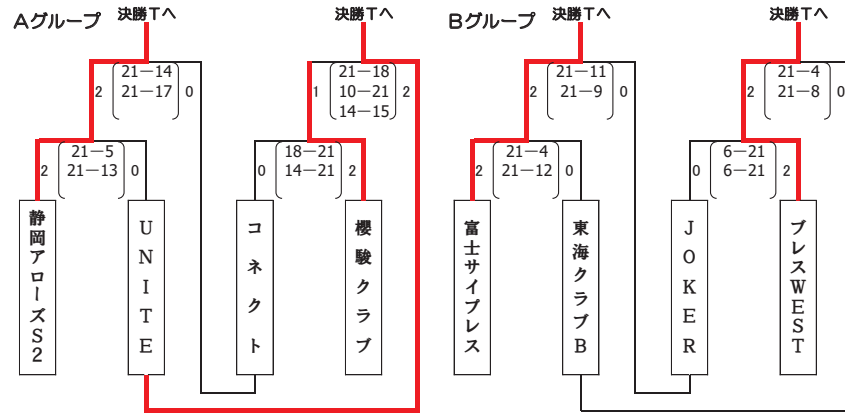 Aグループ 決勝Tへ 決勝Tへ Bグループ 決勝Tへ 決勝Tへ
2 21−14 0
21−17
1 21−18 2
10−21
14−15
2 21−11 0
21−9
2 21−4 0
21−8
2 21−5 0
21−13
0 18−21 2
14−21
2 21−4 0
21−12
0 6−21 2
6−21
静岡アローズS2
UNITE
コネクト
櫻駿クラブ
富士サイプレス
東海クラブB
JOKER
ブレスWEST